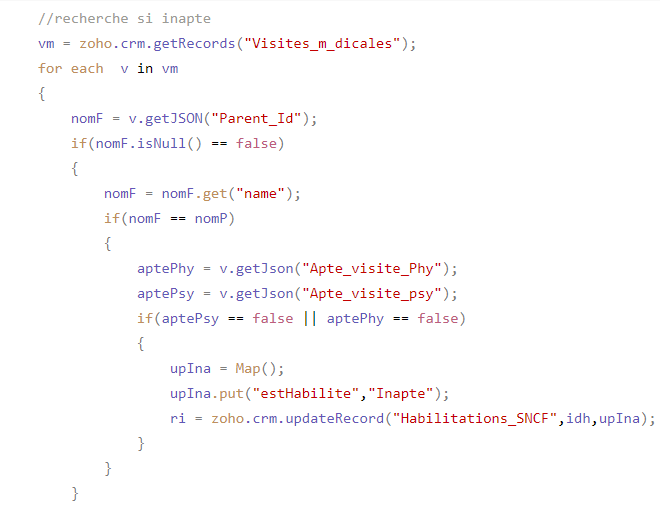 //recherche si inapte
vm = zoho.crm.getRecords("Visites_m_dicales");
for each  v in vm
{
nomF = v.getJSON("Parent_Id");
if(nomF.isNull() == false)
{
nomF = nomF.get("name");
if(nomF == nomP)
{
aptePhy = v.getJson("Apte_visite_Phy");
aptePsy = v.getJson("Apte_visite_psy");
if(aptePsy == false || aptePhy == false)
{
upIna = Map();
upIna.put("estHabilite","Inapte");
ri = zoho.crm.updateRecord("Habilitations_SNCF",idh,upIna);
}
}
}